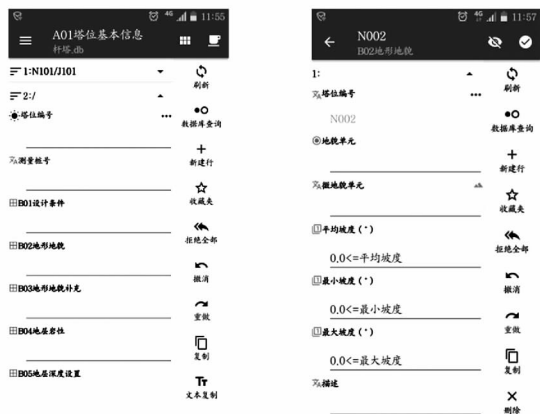 4G 11:55
A01塔位基本信息
杆塔.db
1:N101/J101
刷新
2:/
塔位编号
数据库查询
测量桩号
新建行
B01设计条件
收藏夹
B02地形地貌
拒绝全部
撤消
B03地形地貌补充
重做
B04地层岩性
复制
B05地层深度设置
Tт
文本复制
4G 11:57
N002
B02地形地貌
1:
刷新
塔位编号
N002
数据库查询
地貌单元
新建行
微地貌单元
收藏夹
平均坡度（°）
拒绝全部
0.0<=平均坡度
最小坡度（°）
撤消
0.0<=最小坡度
重做
最大坡度（°）
0.0<=最大坡度
复制
描述
删除